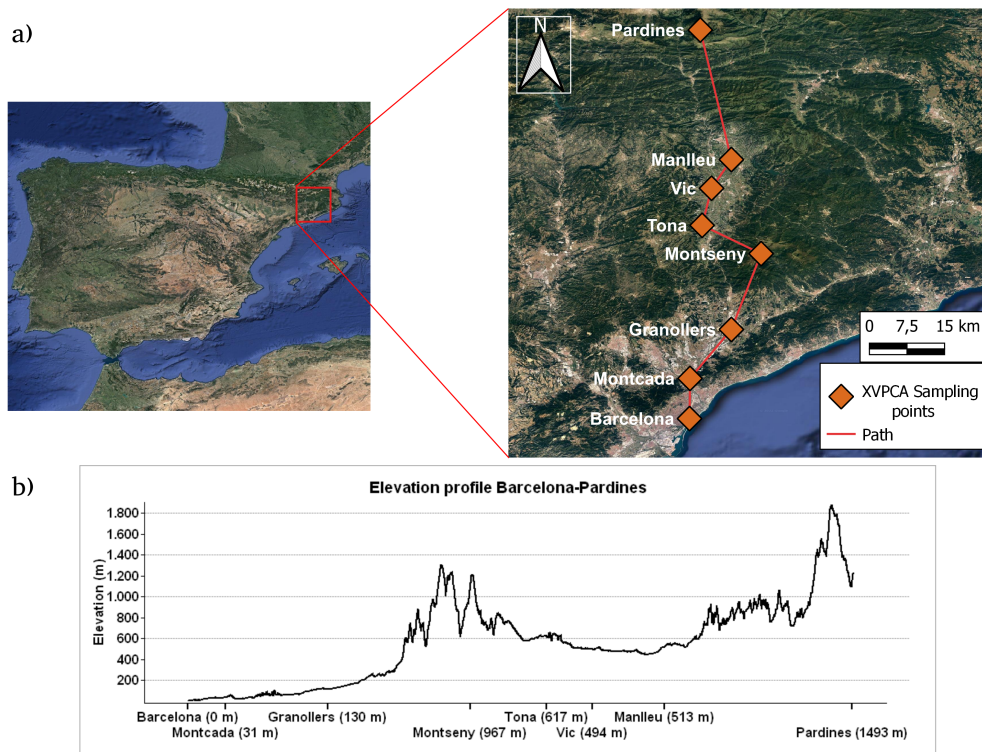 a)
N
Pardines
Manlleu
Vic
Tona
Montseny
Granollers
Montcada
Barcelona
0 7,5 15 km
XVPCA Sampling
points
Path
b)
Elevation profile Barcelona-Pardines
Elevation (m)
1.800
1.600
1.400
1.200
1.000
800
600
400
200
Barcelona (0 m) Granollers (130 m) Tona (617 m) Manlleu (513 m)
Montcada (31 m) Montseny (967 m) Vic (494 m) Pardines (1493 m)